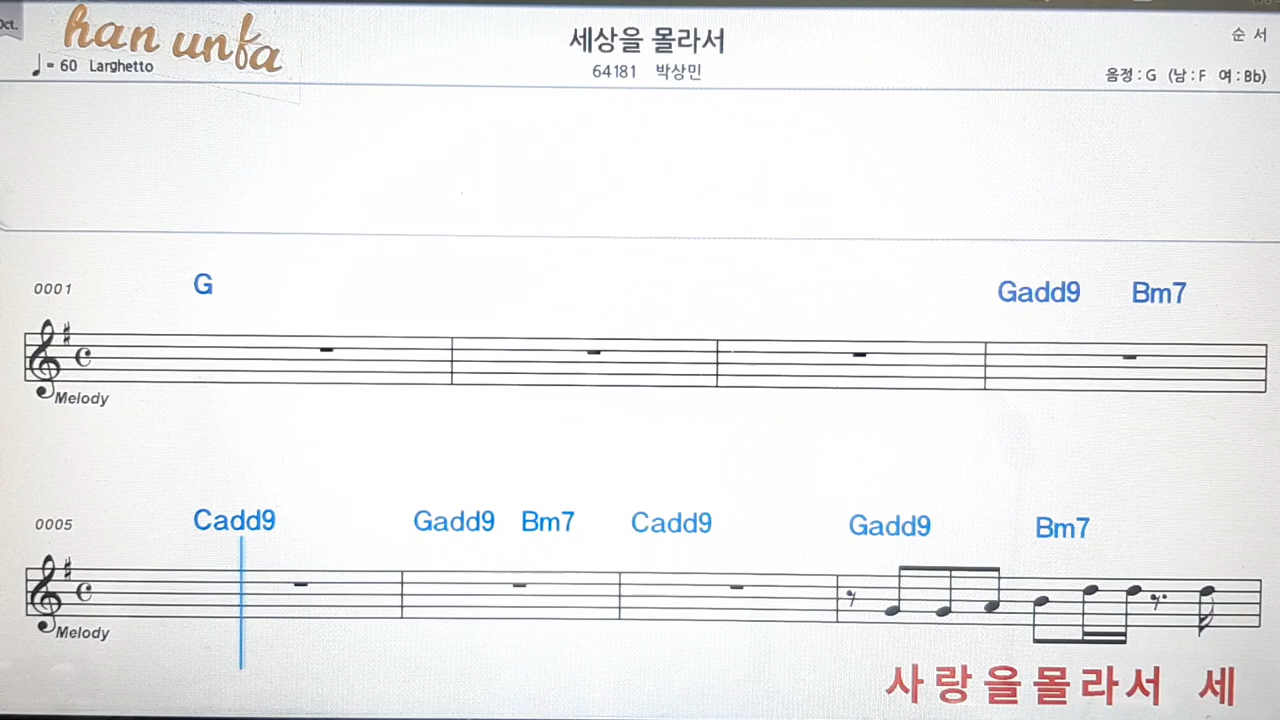 Oct.
han unfa
♩= 60 Larghetto
세상을 몰라서
64181 박상민
순 서
음정 : G (남 : F 여 : Bb)
0001
G Gadd9 Bm7
Melody
0005
Cadd9 Gadd9 Bm7 Cadd9 Gadd9 Bm7
Melody
사랑을몰라서 세